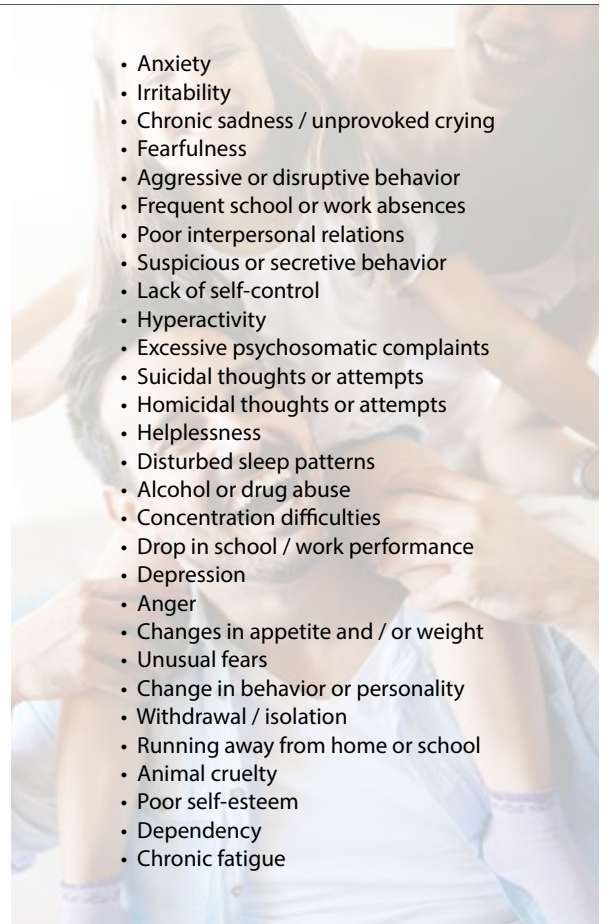 • Anxiety
• Irritability
• Chronic sadness / unprovoked crying
• Fearfulness
• Aggressive or disruptive behavior
• Frequent school or work absences
• Poor interpersonal relations
• Suspicious or secretive behavior
• Lack of self-control
• Hyperactivity
• Excessive psychosomatic complaints
• Suicidal thoughts or attempts
• Homicidal thoughts or attempts
• Helplessness
• Disturbed sleep patterns
• Alcohol or drug abuse
• Concentration difficulties
• Drop in school / work performance
• Depression
• Anger
• Changes in appetite and / or weight
• Unusual fears
• Change in behavior or personality
• Withdrawal / isolation
• Running away from home or school
• Animal cruelty
• Poor self-esteem
• Dependency
• Chronic fatigue